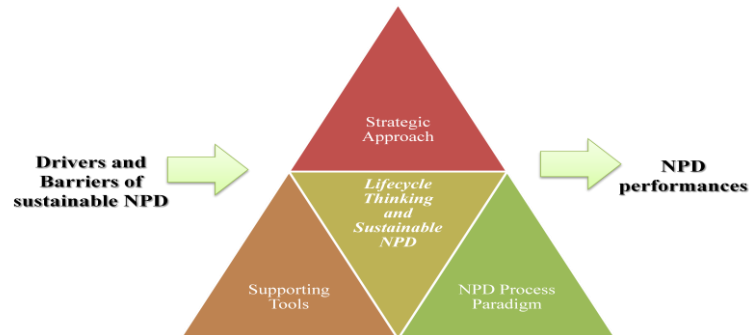 Strategic
Approach
Drivers and
Barriers of
sustainable NPD
Lifecycle
Thinking
and
Sustainable
NPD
NPD
performances
Supporting
Tools
NPD Process
Paradigm